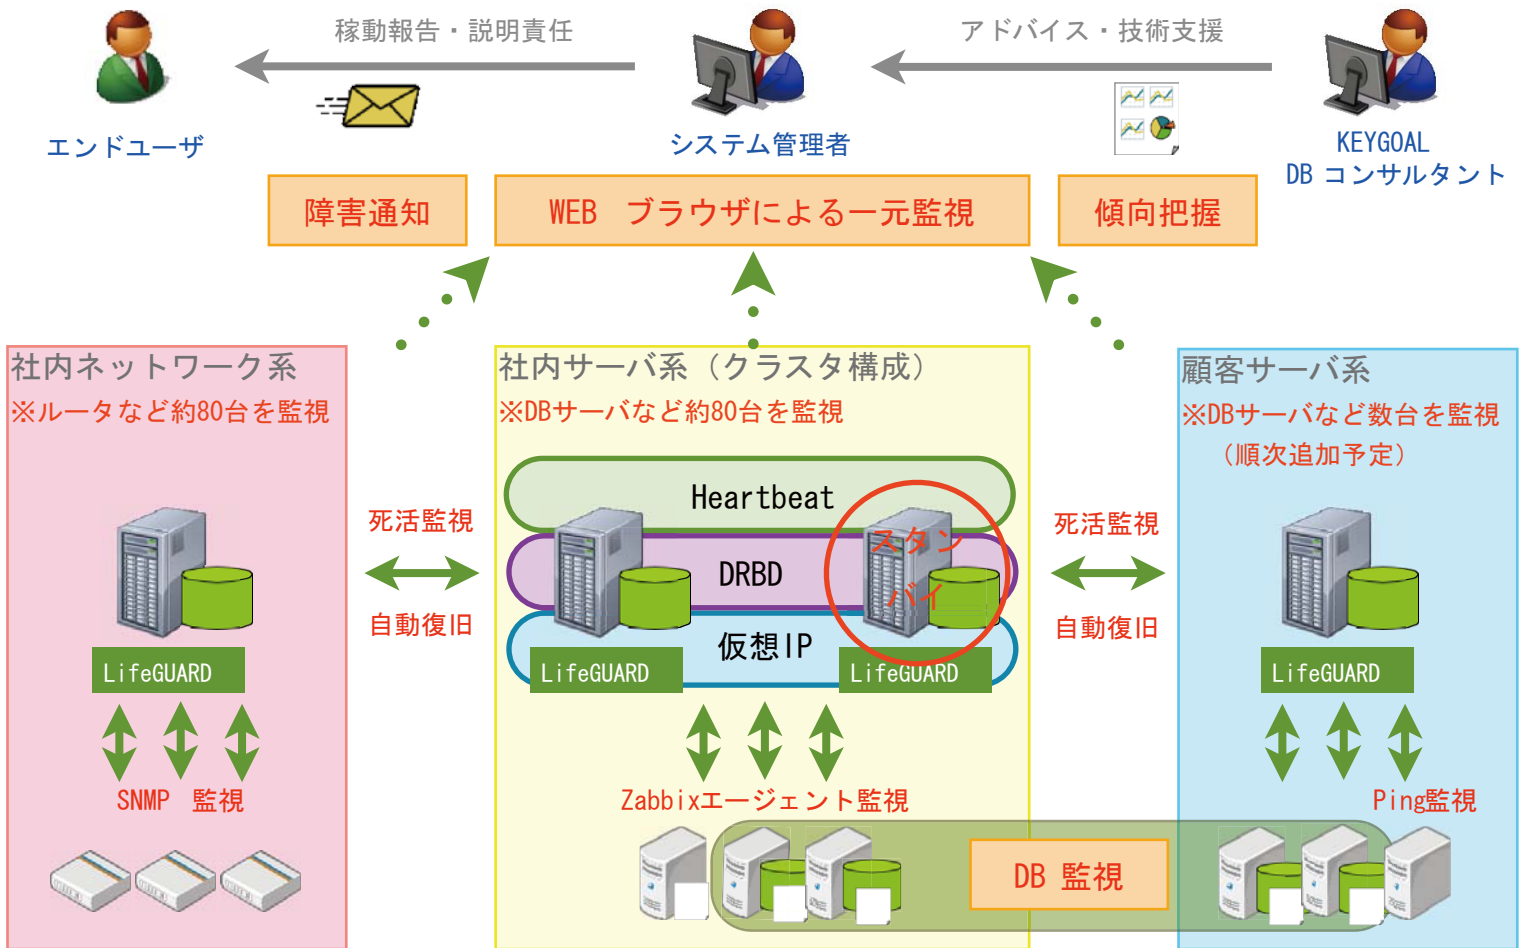 稼動報告・説明責任
アドバイス・技術支援
エンドユーザ
システム管理者
KEYGOAL
DB コンサルタント
障害通知
WEB ブラウザによる一元監視
傾向把握
社内ネットワーク系
※ルータなど約80台を監視
社内サーバ系（クラスタ構成）
※DBサーバなど約80台を監視
顧客サーバ系
※DBサーバなど数台を監視
（順次追加予定）
Heartbeat
死活監視
死活監視
スタン
バイ
DRBD
自動復旧
自動復旧
仮想IP
LifeGUARD
LifeGUARD
LifeGUARD
LifeGUARD
SNMP 監視
Zabbixエージェント監視
Ping監視
DB 監視